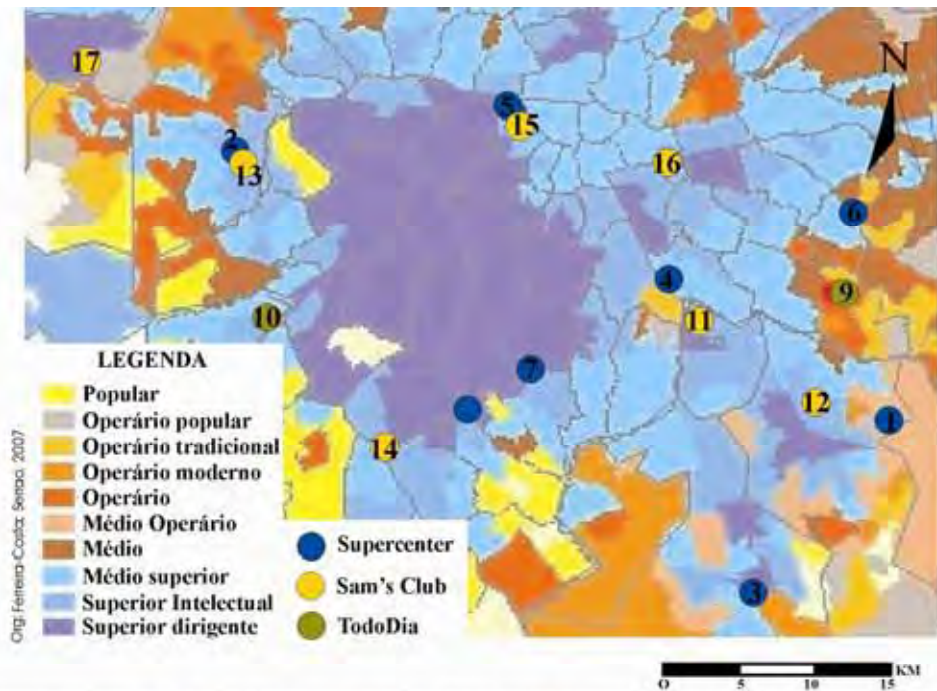 17
5
15
2
13
16
N
6
4
9
10
11
7
12
1
14
3
LEGENDA
Popular
Operário popular
Operário tradicional
Operário moderno
Operário
Médio Operário
Médio
Médio superior
Superior Intelectual
Superior dirigente
Supercenter
Sam's Club
TodoDia
Org: Ferreira-Costa: Serraci, 2007
0 5 10 15 KM